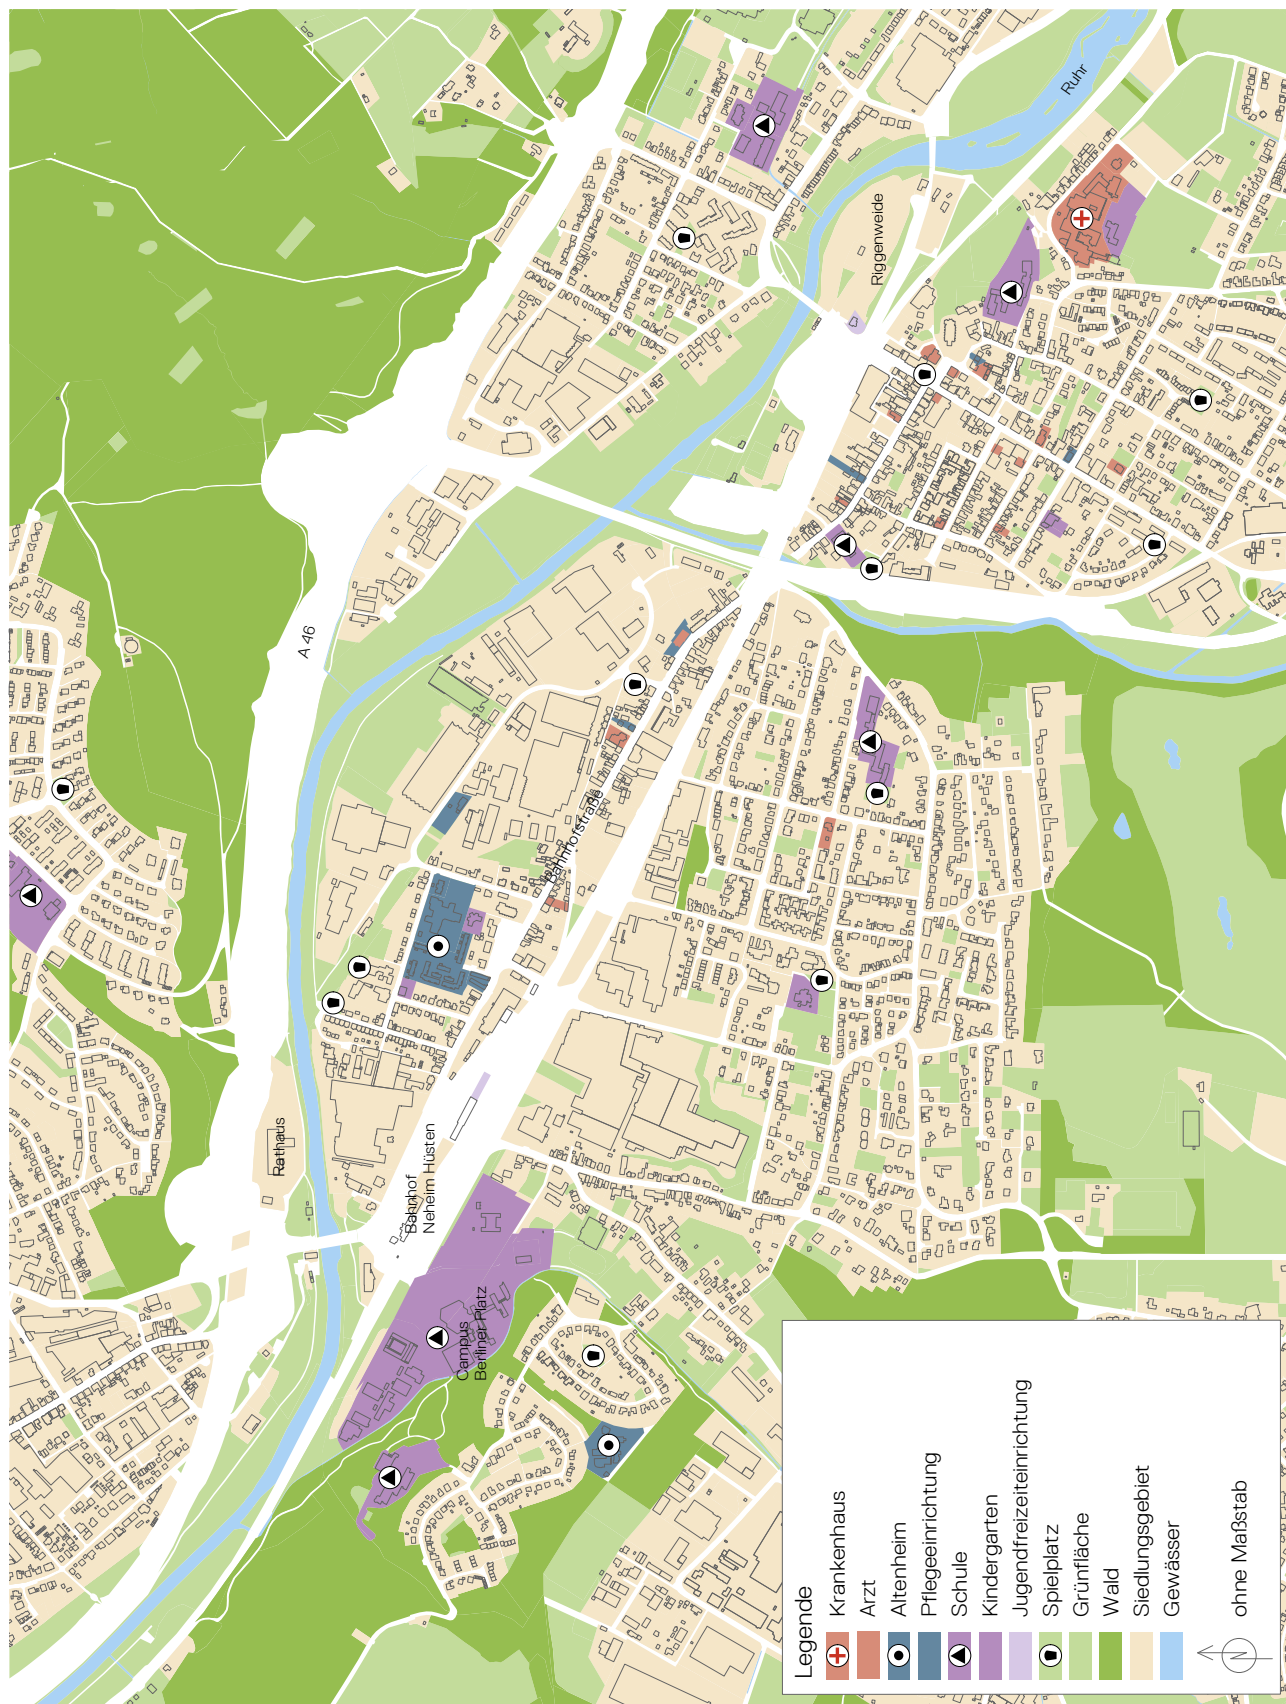 Ruhr
Riggenweide
A 46
Bahnhofstraße
Rathaus
Bahnhof
Neheim Hüsten
Campus
Berliner Platz
Legende
Krankenhaus
Arzt
Altenheim
Pflegeeinrichtung
Schule
Kindergarten
Jugendfreizeiteinrichtung
Spielplatz
Grünfläche
Wald
Siedlungsgebiet
Gewässer
N
ohne Maßstab